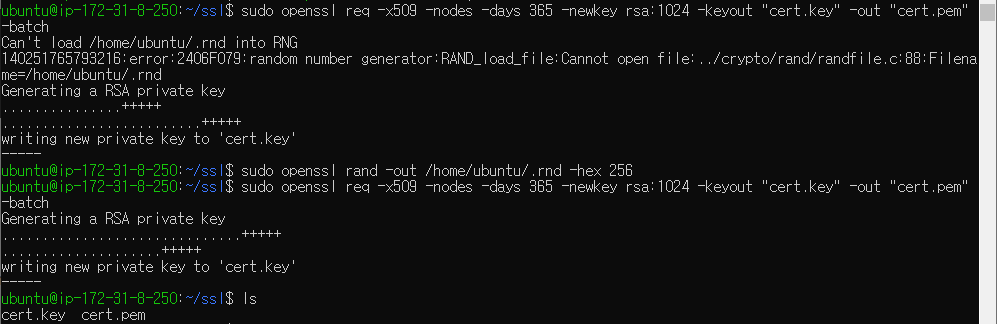 ubuntu@ip-172-31-8-250:~/ssl$ sudo openssl req -x509 -nodes -days 365 -newkey rsa:1024 -keyout "cert.key" -out "cert.pem"
-batch
Can't load /home/ubuntu/.rnd into RNG
140251765793216:error:2406F079:random number generator:RAND_load_file:Cannot open file:../crypto/rand/randfile.c:88:Filena
me=/home/ubuntu/.rnd
Generating a RSA private key
...............+++++
.........................+++++
writing new private key to 'cert.key'
-----
ubuntu@ip-172-31-8-250:~/ssl$ sudo openssl rand -out /home/ubuntu/.rnd -hex 256
ubuntu@ip-172-31-8-250:~/ssl$ sudo openssl req -x509 -nodes -days 365 -newkey rsa:1024 -keyout "cert.key" -out "cert.pem"
-batch
Generating a RSA private key
..............................+++++
....................+++++
writing new private key to 'cert.key'
-----
ubuntu@ip-172-31-8-250:~/ssl$ ls
cert.key  cert.pem